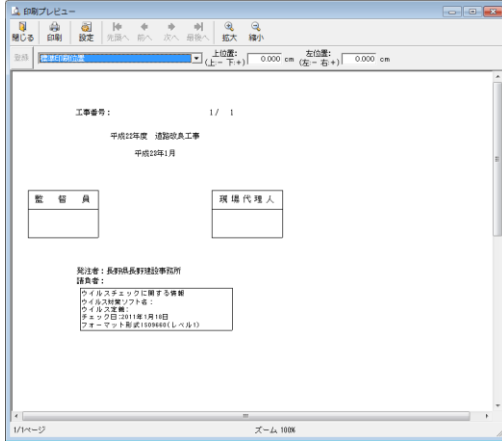 印刷プレビュー
閉じる 印刷 設定 先頭へ 前へ 次へ 最後へ 拡大 縮小
登録 標準印刷位置 上位置: (上:- 下:+) 0.000 cm 左位置: (左:- 右:+) 0.000 cm
工事番号: 1/ 1
平成22年度 道路改良工事
平成23年1月
監督員 現場代理人
発注者:長野県長野建設事務所
請負者:
ウイルスチェックに関する情報
ウイルス対策ソフト名:
ウイルス定義:
チェック日:2011年1月18日
フォーマット形式:ISO9660(レベル1)
1/1ページ ズーム 100%